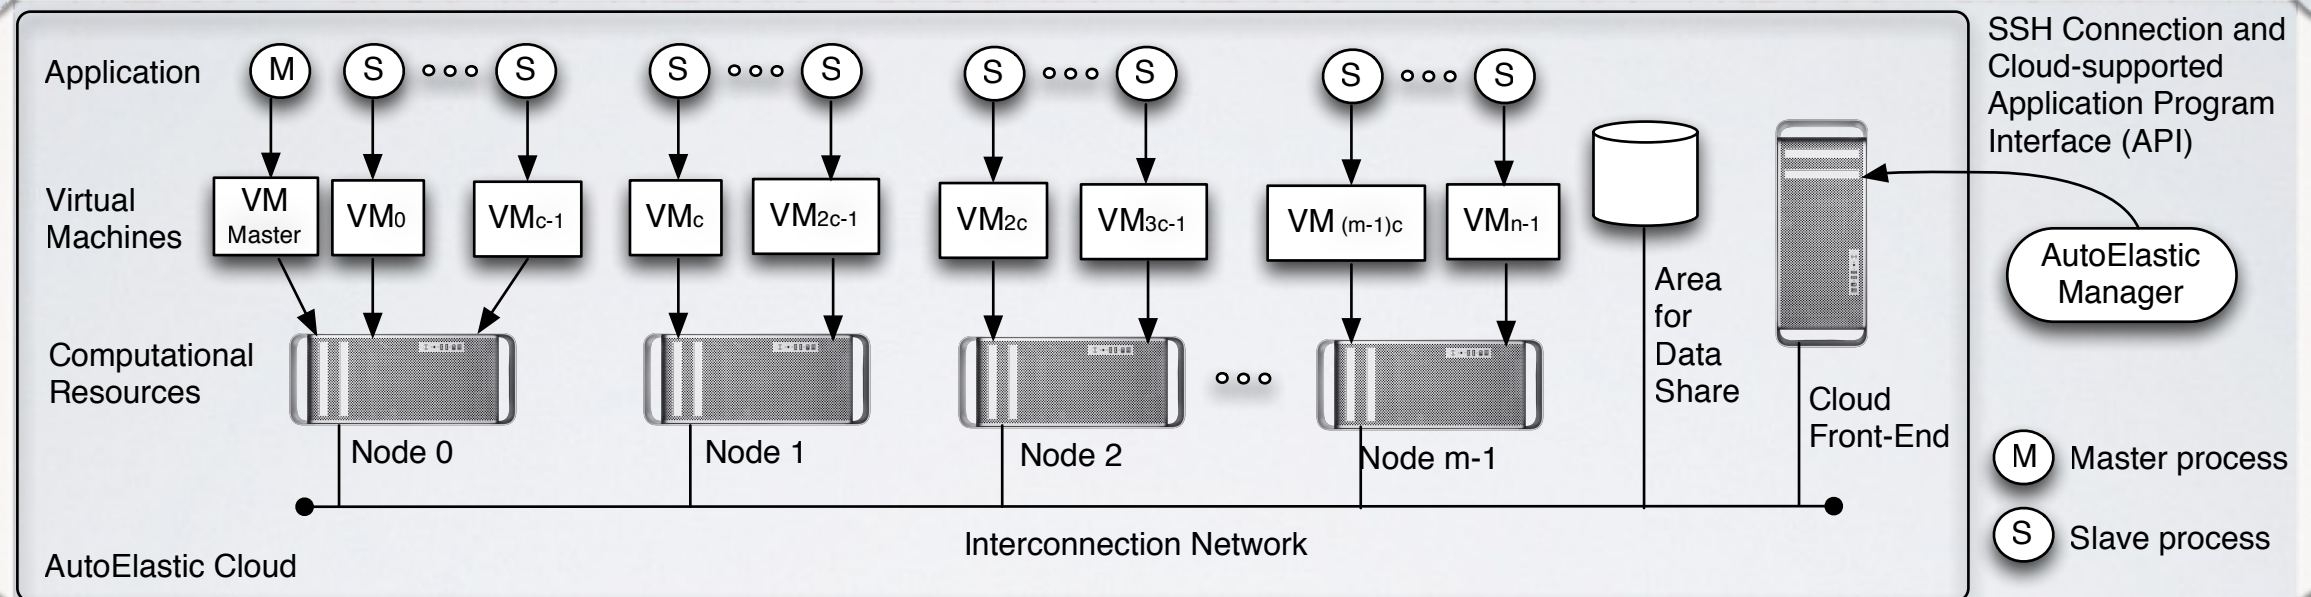 Application
M
S
S
S
S
S
S
S
S
Virtual
Machines
VM
Master
VM0
VMc-1
VMc
VM2c-1
VM2c
VM3c-1
VM (m-1)c
VMn-1
Computational
Resources
Node 0
Node 1
Node 2
Node m-1
Area
for
Data
Share
Cloud
Front-End
Interconnection Network
AutoElastic Cloud
SSH Connection and
Cloud-supported
Application Program
Interface (API)
AutoElastic
Manager
M Master process
S Slave process